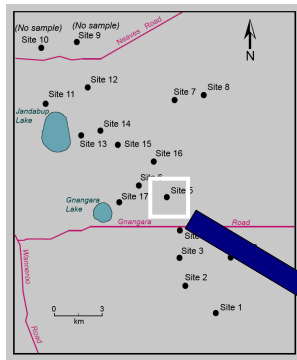 (No sample)
(No sample)
Site 10
Site 9
Neaves Road
N
Site 12
Site 11
Site 7
Site 8
Jandabup
Lake
Site 14
Site 13
Site 15
Site 16
Site 5
Gnangara
Lake
Site 17
Gnangara Road
Site 3
Site 2
Wanneroo
Road
0 3
km
Site 1